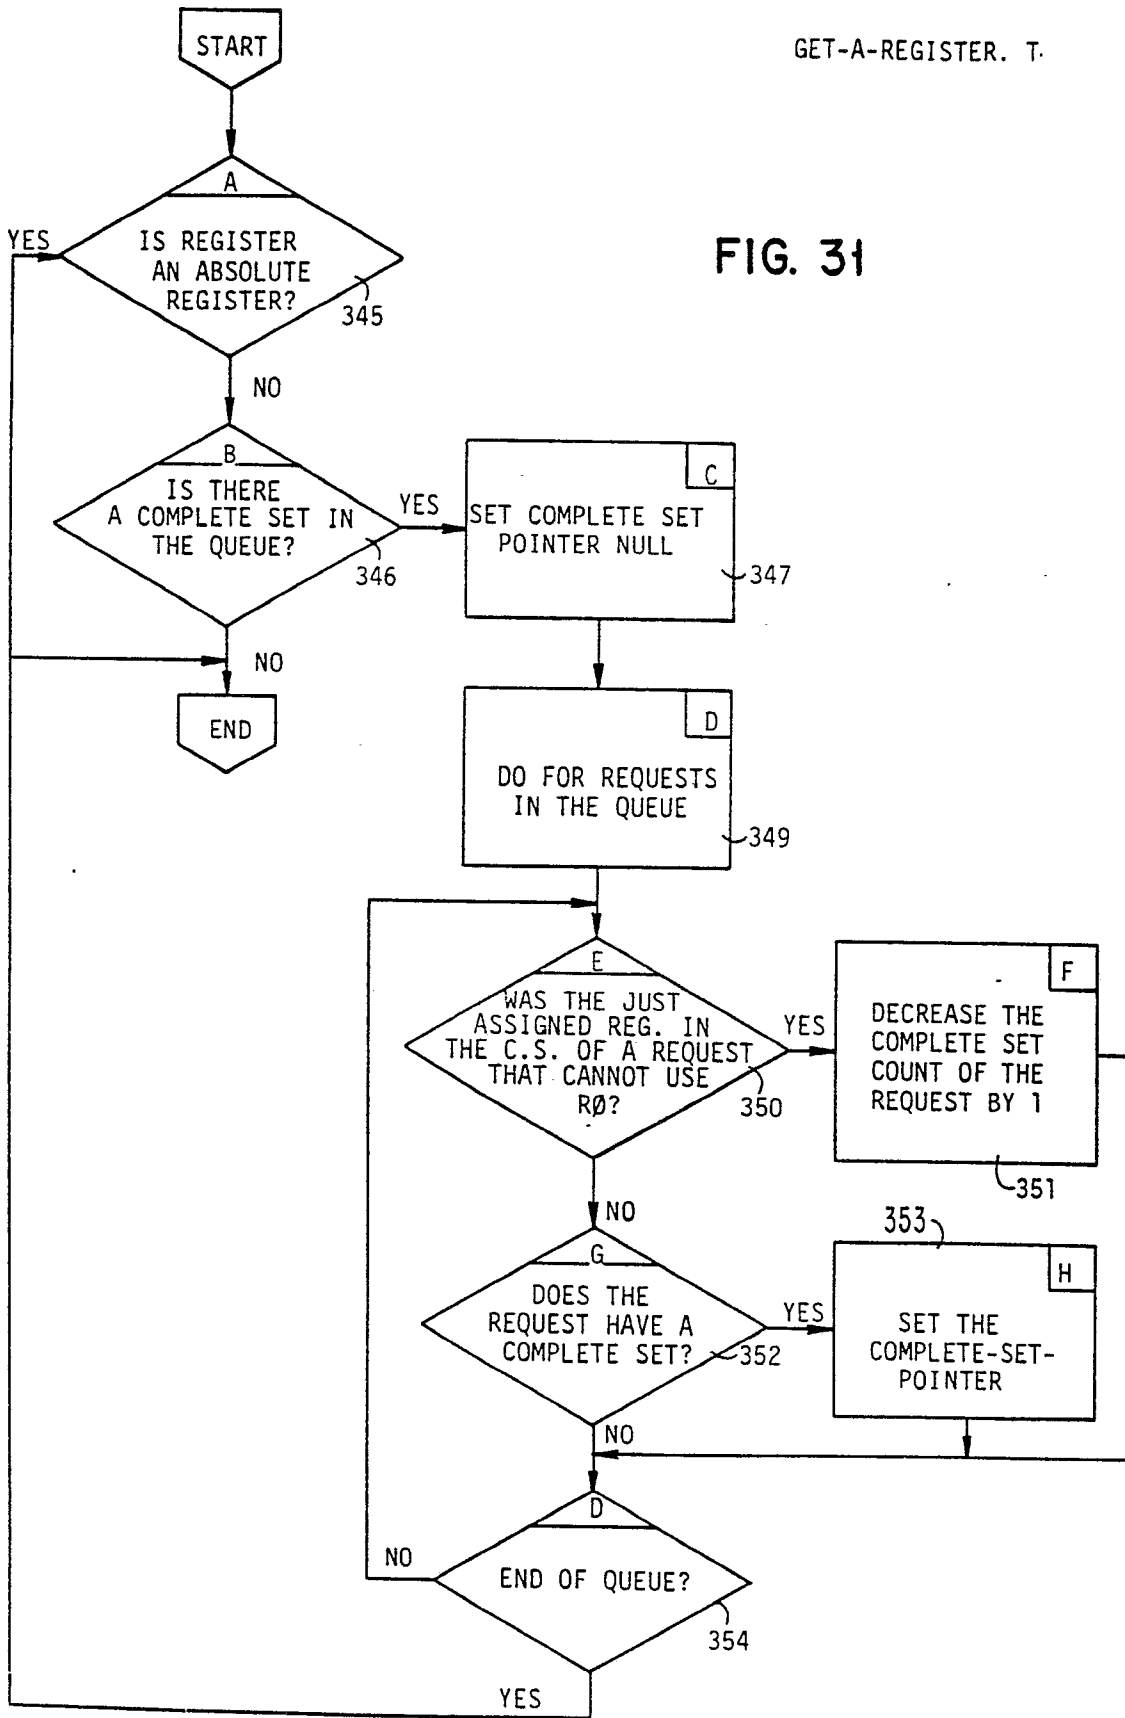 START
GET-A-REGISTER. T.
FIG. 31
A
IS REGISTER
AN ABSOLUTE
REGISTER?
345
YES
NO
B
IS THERE
A COMPLETE SET IN
THE QUEUE?
346
YES
NO
END
C
SET COMPLETE SET
POINTER NULL
347
D
DO FOR REQUESTS
IN THE QUEUE
349
E
WAS THE JUST
ASSIGNED REG. IN
THE C.S. OF A REQUEST
THAT CANNOT USE
RØ?
350
YES
NO
F
DECREASE THE
COMPLETE SET
COUNT OF THE
REQUEST BY 1
351
G
DOES THE
REQUEST HAVE A
COMPLETE SET?
352
YES
NO
353
H
SET THE
COMPLETE-SET-
POINTER
D
END OF QUEUE?
354
NO
YES